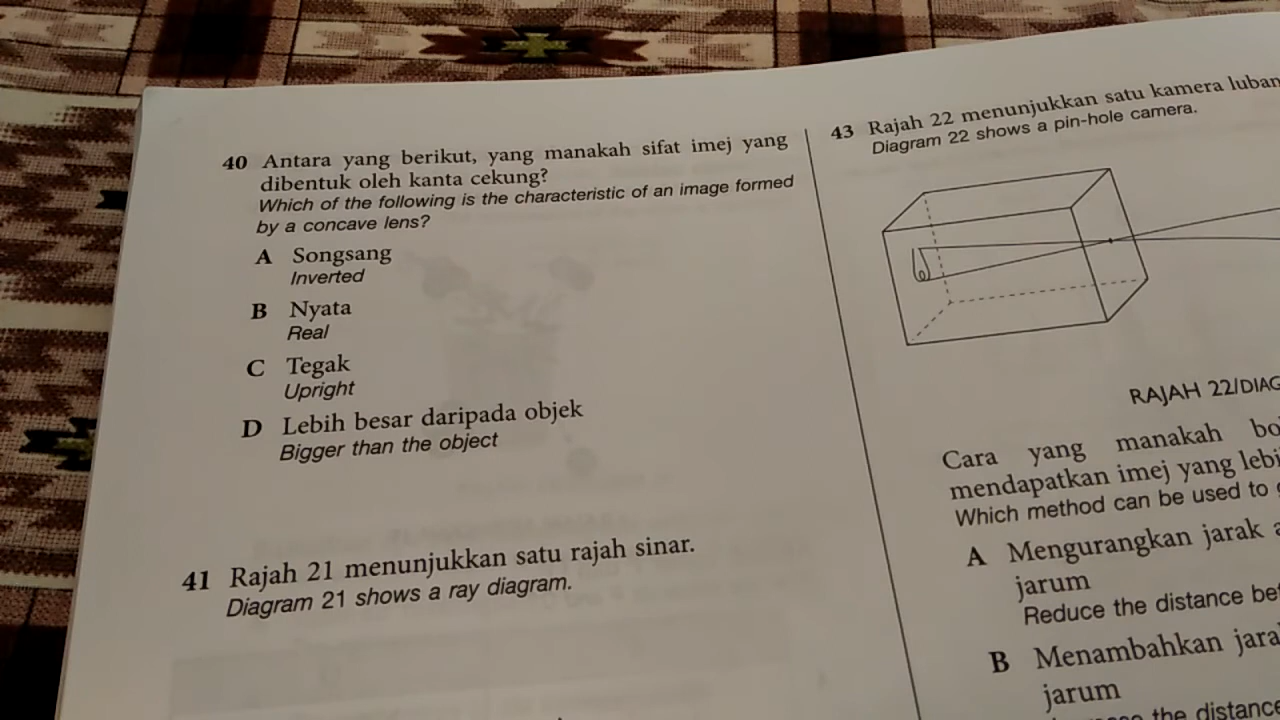 40 Antara yang berikut, yang manakah sifat imej yang
dibentuk oleh kanta cekung?
Which of the following is the characteristic of an image formed
by a concave lens?
A Songsang
Inverted
B Nyata
Real
C Tegak
Upright
D Lebih besar daripada objek
Bigger than the object
41 Rajah 21 menunjukkan satu rajah sinar.
Diagram 21 shows a ray diagram.
43 Rajah 22 menunjukkan satu kamera
Diagram 22 shows a pin-hole camera.
RAJAH 22/
Cara yang manakah
mendapatkan imej yang
Which method can be used to
A Mengurangkan jarak
jarum
Reduce the distance
B Menambahkan
jarum
the distance